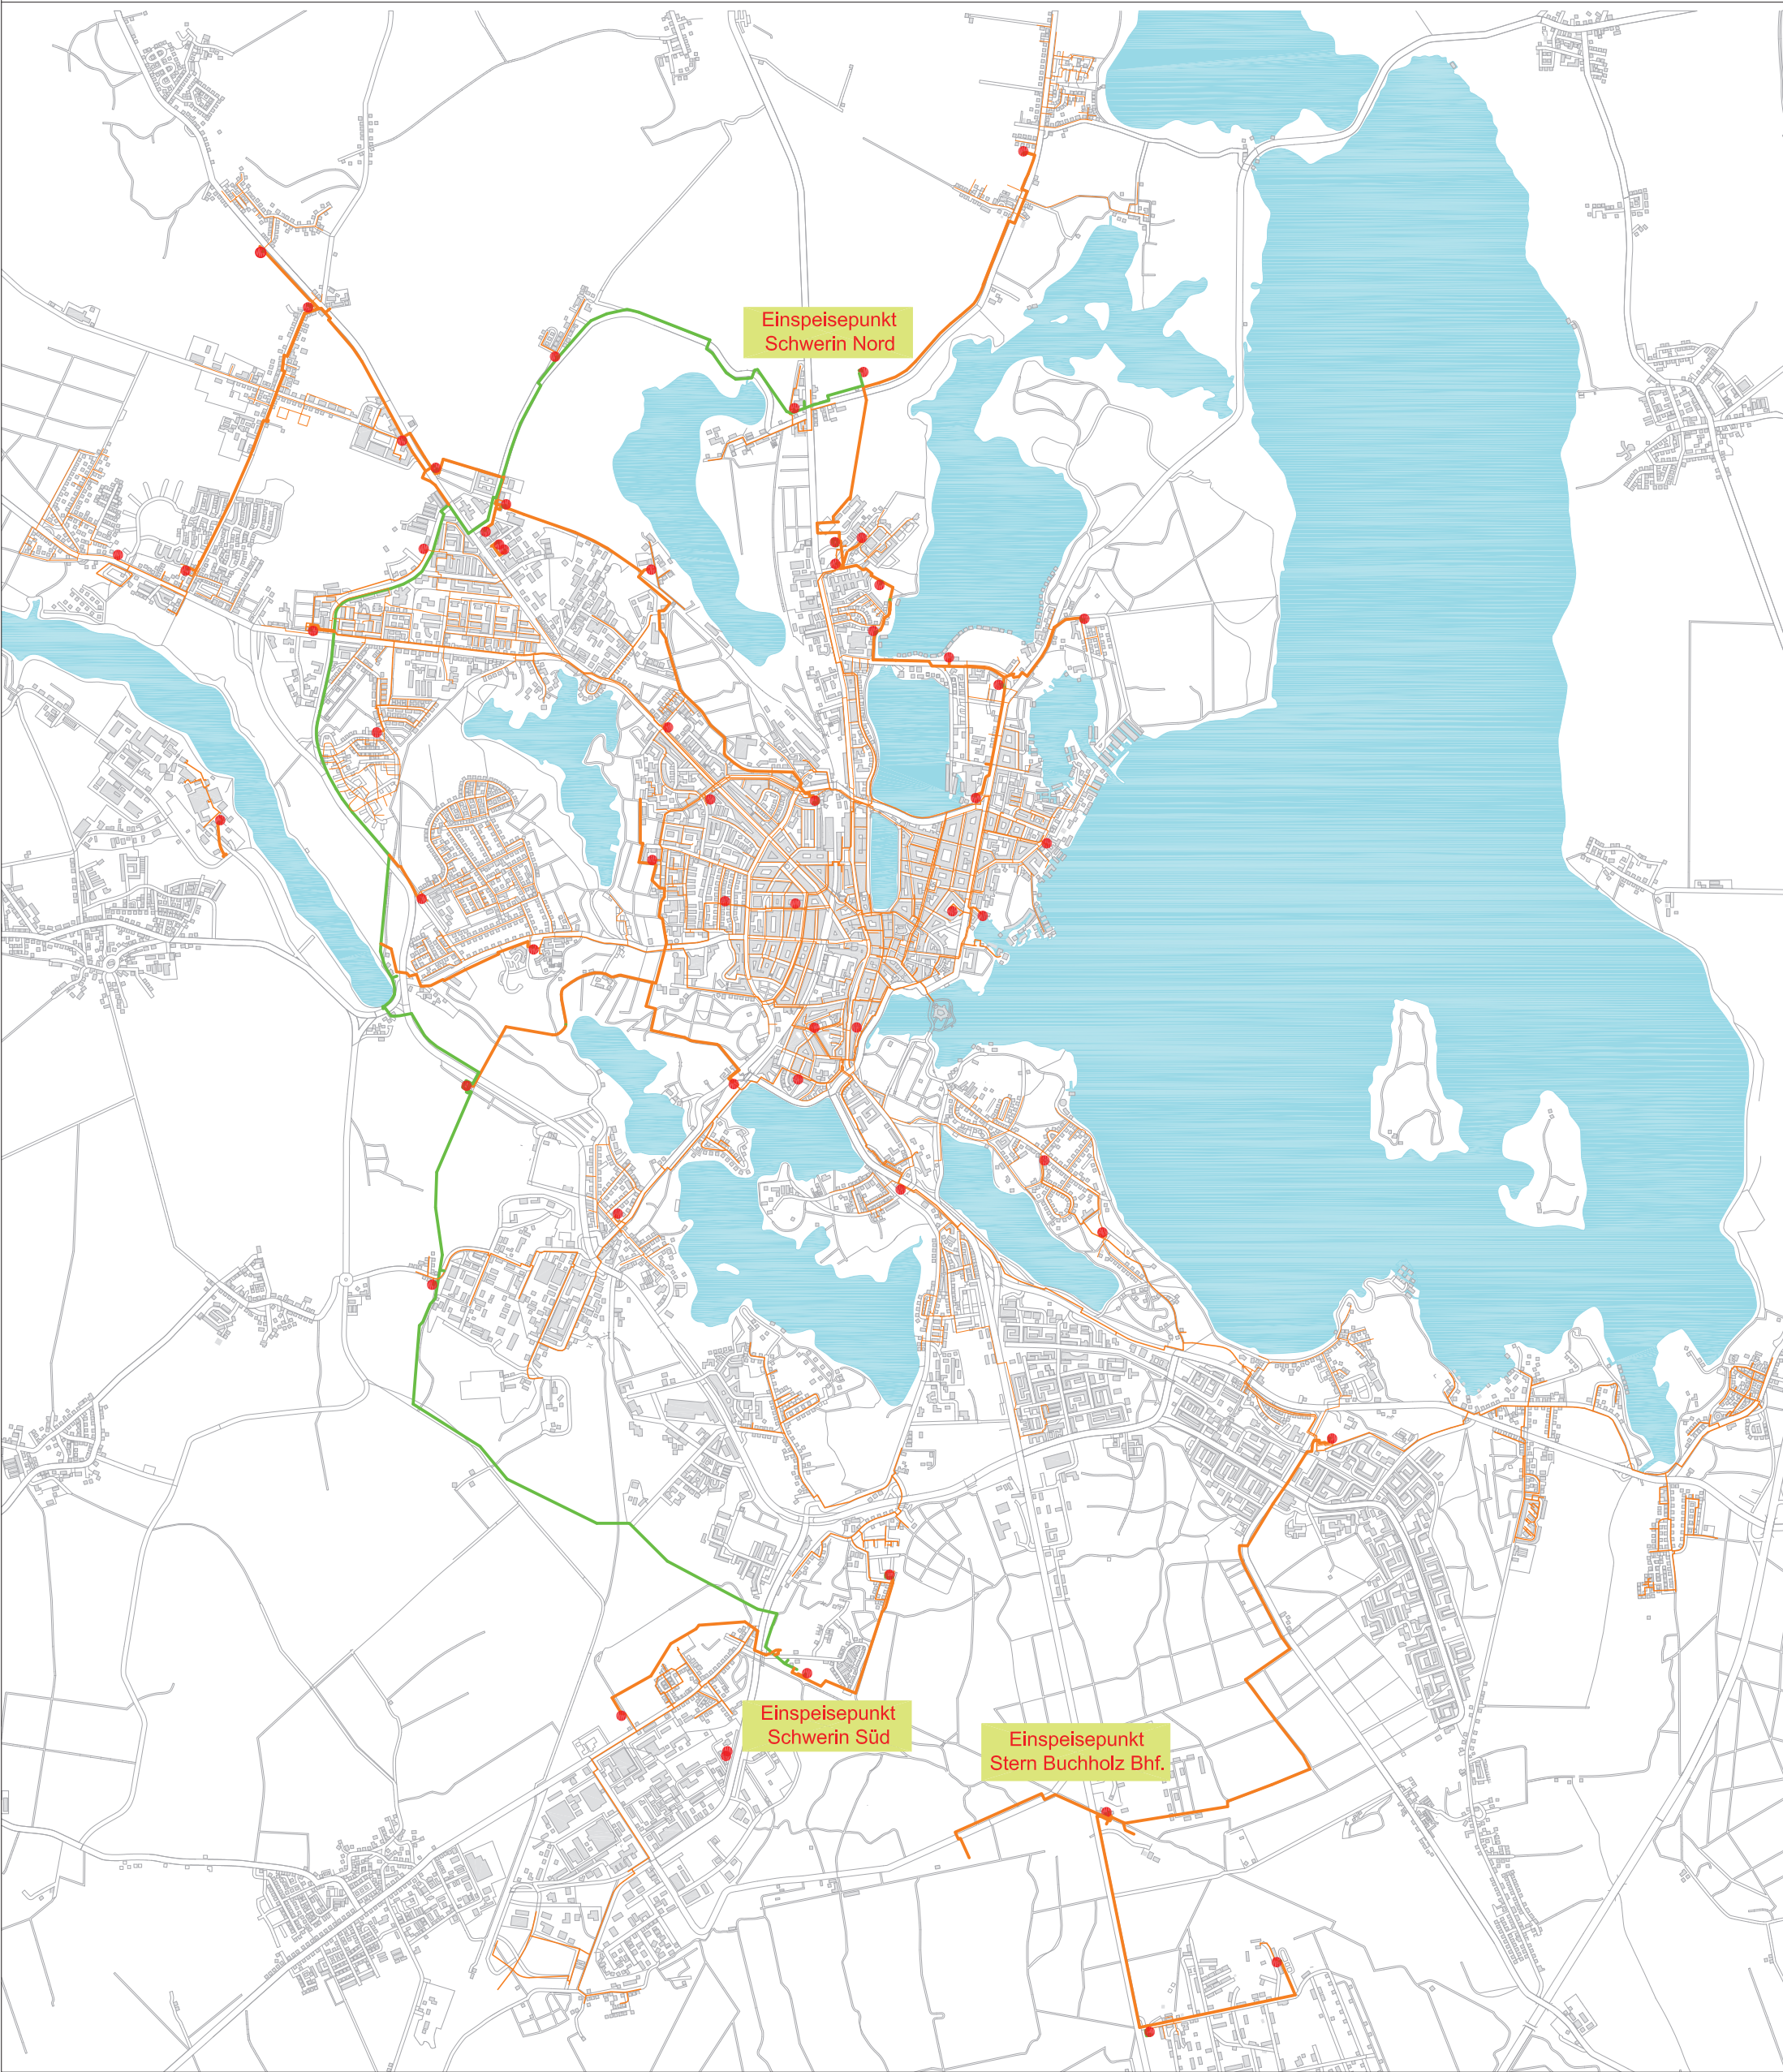 Einspeisepunkt
Schwerin Nord
Einspeisepunkt
Schwerin Süd
Einspeisepunkt
Stern Buchholz Bhf.